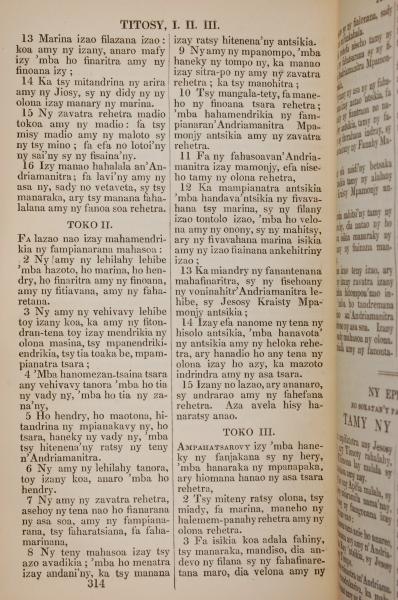 TITOSY, I. II. III.
13 Marina izao filazana izao:
koa amy ny izany, anaro mafy
izy 'mba ho finaritra amy ny
finoana izy;
14 Ka tsy mitandrina ny arira
amy ny Jiosy, sy ny didy ny ny
olona izay manary ny marina.
15 Ny zavatra rehetra madio
tokoa amy ny madio: fa tsy
misy madio amy ny maloto sy
ny tsy mino; fa efa no lotoi'ny
ny sai'ny sy ny fisaina'ny.
16 Izy manao hahalala an'Andria-
manitra; fa lavi'ny amy ny
asa ny, sady no vetaveta, sy tsy
manaraka, ary tsy manana faha-
lalana amy ny fanoa soa rehetra.
TOKO II.
FA lazao nao izay mahamendri-
kia ny fampianarana mahasoa:
2 Ny amy ny lehilahy lehibe
'mba hazoto, ho marina, ho hen-
dry, ho finaritra amy ny finoana,
amy ny fitiavana, amy ny faha-
retana.
3 Ny amy ny vehivavy lehibe
toy izany koa, ka amy ny fiton-
dran-tena toy izay mendrikia ny
olona masina, tsy mpanendriki-
endrikia, tsy tia toaka be, mpam-
pianatra tsara;
4 'Mba hanomezan-tsaina tsara
any vehivavy tanora 'mba ho tia
ny vady ny, 'mba ho tia ny za-
na'ny,
5 Ho hendry, ho maotona, hi-
tandrina ny mpianakavy ny, ho
tsara, haneky ny vady ny, 'mba
tsy hitenena'ny ratsy ny teny
n'Andriamanitra.
6 Ny amy ny lehilahy tanora,
toy izany koa, anaro 'mba ho
hendry.
7 Ny amy ny zavatra rehetra,
asehoy ny tena nao ho fianarana
ny asa soa, amy ny fampiana-
rana, tsy faharatsiana, fa faha-
marinana,
8 Ny teny mahasoa izay tsy
azo avadikia; 'mba ho menatra
izay andani'ny, ka tsy manana
314
izay ratsy hitenena'ny antsikia.
9 Ny amy ny mpanompo, 'mba
haneky ny tompo ny, ka manao
izay sitra-po ny amy ny zavatra
rehetra; ka tsy manohitra;
10 Tsy mangala-tety, fa mane-
ho ny finoana tsara rehetra;
'mba bahamendrikia ny fam-
pianaran'Andriamanitra Mpa-
monjy antsikia amy ny zavatra
rehetra.
11 Fa ny fahasoavan'Andria-
manitra izay mamonjy, efa nise-
ho tamy ny olona rehetra,
12 Ka mampianatra antsikia
'mba handava'ntsikia ny fivava-
hana tsy marina, sy ny filany
izao tontolo izao, 'mba ho velo-
na amy ny onony, sy ny mahitsy,
ary ny fivavahana marina isikia
amy ny izao fiainana ankehitriny
izao;
13 Ka miandry ny fanantenana
mahafinaritra, sy ny fisehoany
ny voninahitr'Andriamanitra le-
hibe, sy Jesosy Kraisty Mpa-
monjy antsikia;
14 Izay efa nanome ny tena ny
hisolo antsikia, 'mba hanavota'
ny antsikia amy ny heloka rehe-
tra, ary hanadio ho any tena ny
olona izay ho azy, ka mazoto
indrindra amy ny asa tsara.
15 Izany no lazao, ary ananaro,
sy andrarao amy ny fahefana
rehetra. Aza avela hisy ha-
naratsy anao.
TOKO III.
AMPAHATSAROVY izy 'mba hane-
ky ny fanjakana sy ny hery,
'mba hanaraka ny mpanapaka,
ary hiomana hanao ny asa tsara
rehetra,
2 Tsy miteny ratsy olona, tsy
miady, fa marina, maneho ny
halemem-panahy rehetra amy ny
olona rehetra.
3 Fa isikia koa adala fahiny,
tsy manaraka, mandiso, dia an-
devo ny filana sy ny fahafinare-
tana maro, dia velona amy ny